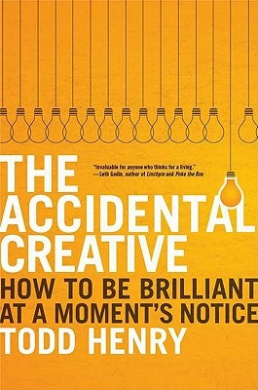 "Invaluable for anyone who thinks for a living."
—Seth Godin, author of Linchpin and Poke the Box
THE
ACCIDENTAL
CREATIVE
HOW TO BE BRILLIANT
AT A MOMENT'S NOTICE
TODD HENRY